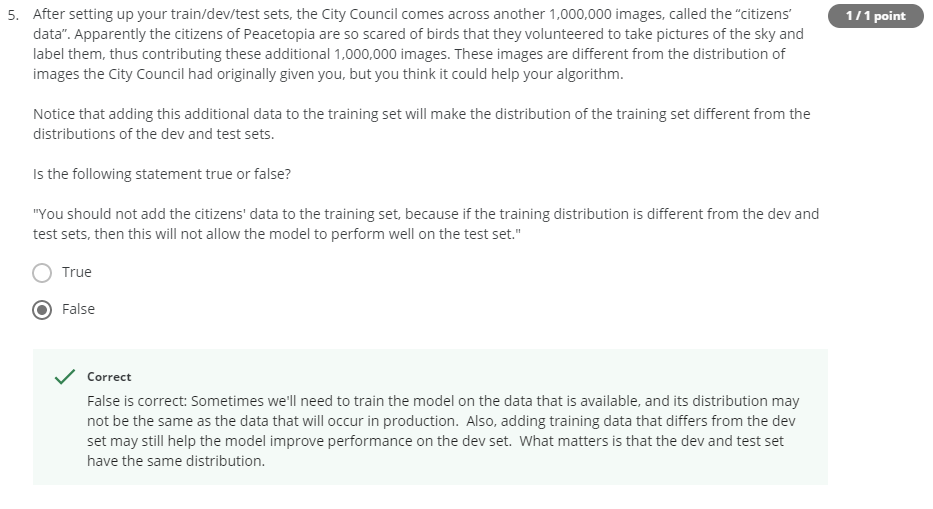 5. After setting up your train/dev/test sets, the City Council comes across another 1,000,000 images, called the “citizens’
1 / 1 point
data”. Apparently the citizens of Peacetopia are so scared of birds that they volunteered to take pictures of the sky and
label them, thus contributing these additional 1,000,000 images. These images are different from the distribution of
images the City Council had originally given you, but you think it could help your algorithm.
Notice that adding this additional data to the training set will make the distribution of the training set different from the
distributions of the dev and test sets.
Is the following statement true or false?
"You should not add the citizens' data to the training set, because if the training distribution is different from the dev and
test sets, then this will not allow the model to perform well on the test set."
True
False
Correct
False is correct: Sometimes we'll need to train the model on the data that is available, and its distribution may
not be the same as the data that will occur in production. Also, adding training data that differs from the dev
set may still help the model improve performance on the dev set. What matters is that the dev and test set
have the same distribution.